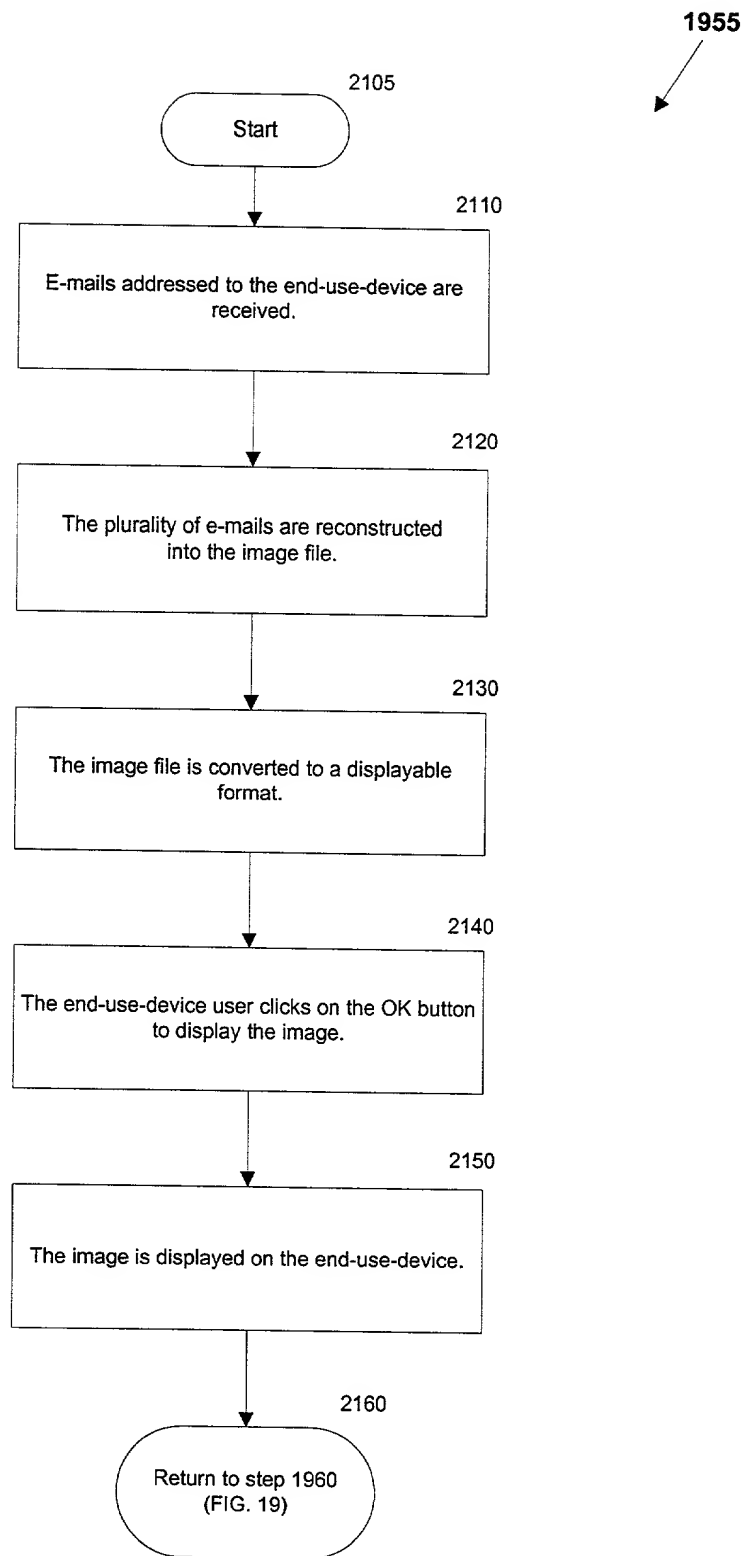 1955
2105
Start
2110
E-mails addressed to the end-use-device are
received.
2120
The plurality of e-mails are reconstructed
into the image file.
2130
The image file is converted to a displayable
format.
2140
The end-use-device user clicks on the OK button
to display the image.
2150
The image is displayed on the end-use-device.
2160
Return to step 1960
(FIG. 19)